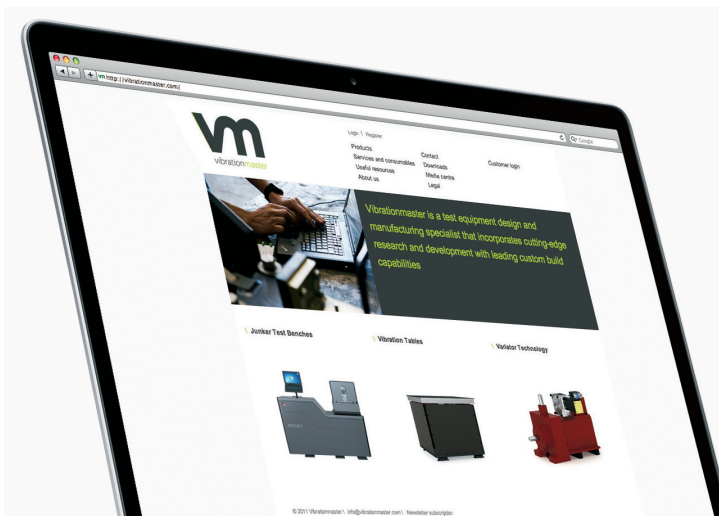 vm http://vibrationmaster.com/
Google
vm
vibrationmaster
Login \ Register
Products
Services and consumables
Useful resources
About us
Contact
Downloads
Media centre
Legal
Customer login
Vibrationmaster is a test equipment design and
manufacturing specialist that incorporates cutting-edge
research and development with leading custom build
capabilities
\ Junker Test Benches
\ Vibration Tables
\ Variator Technology
© 2011 Vibrationmaster \ info@vibrationmaster.com \ Newsletter subscription